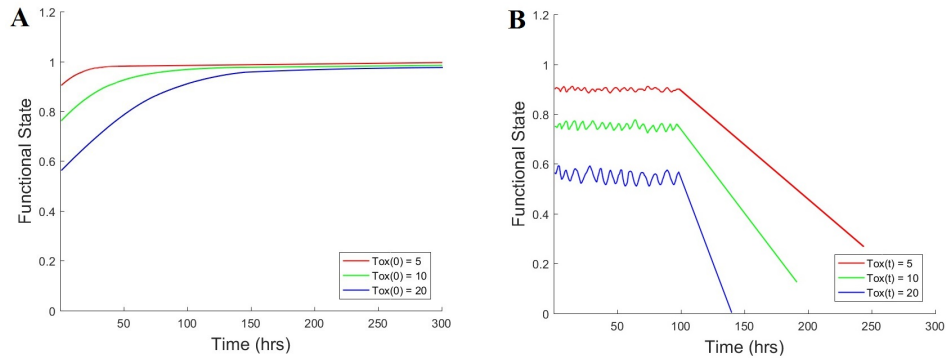 A
1.2
1
0.8
0.6
0.4
0.2
0
Functional State
50
100
150
200
250
300
Time (hrs)
Tox(0) = 5
Tox(0) = 10
Tox(0) = 20
B
1.2
1
0.8
0.6
0.4
0.2
0
Functional State
50
100
150
200
250
300
Time (hrs)
Tox(t) = 5
Tox(t) = 10
Tox(t) = 20